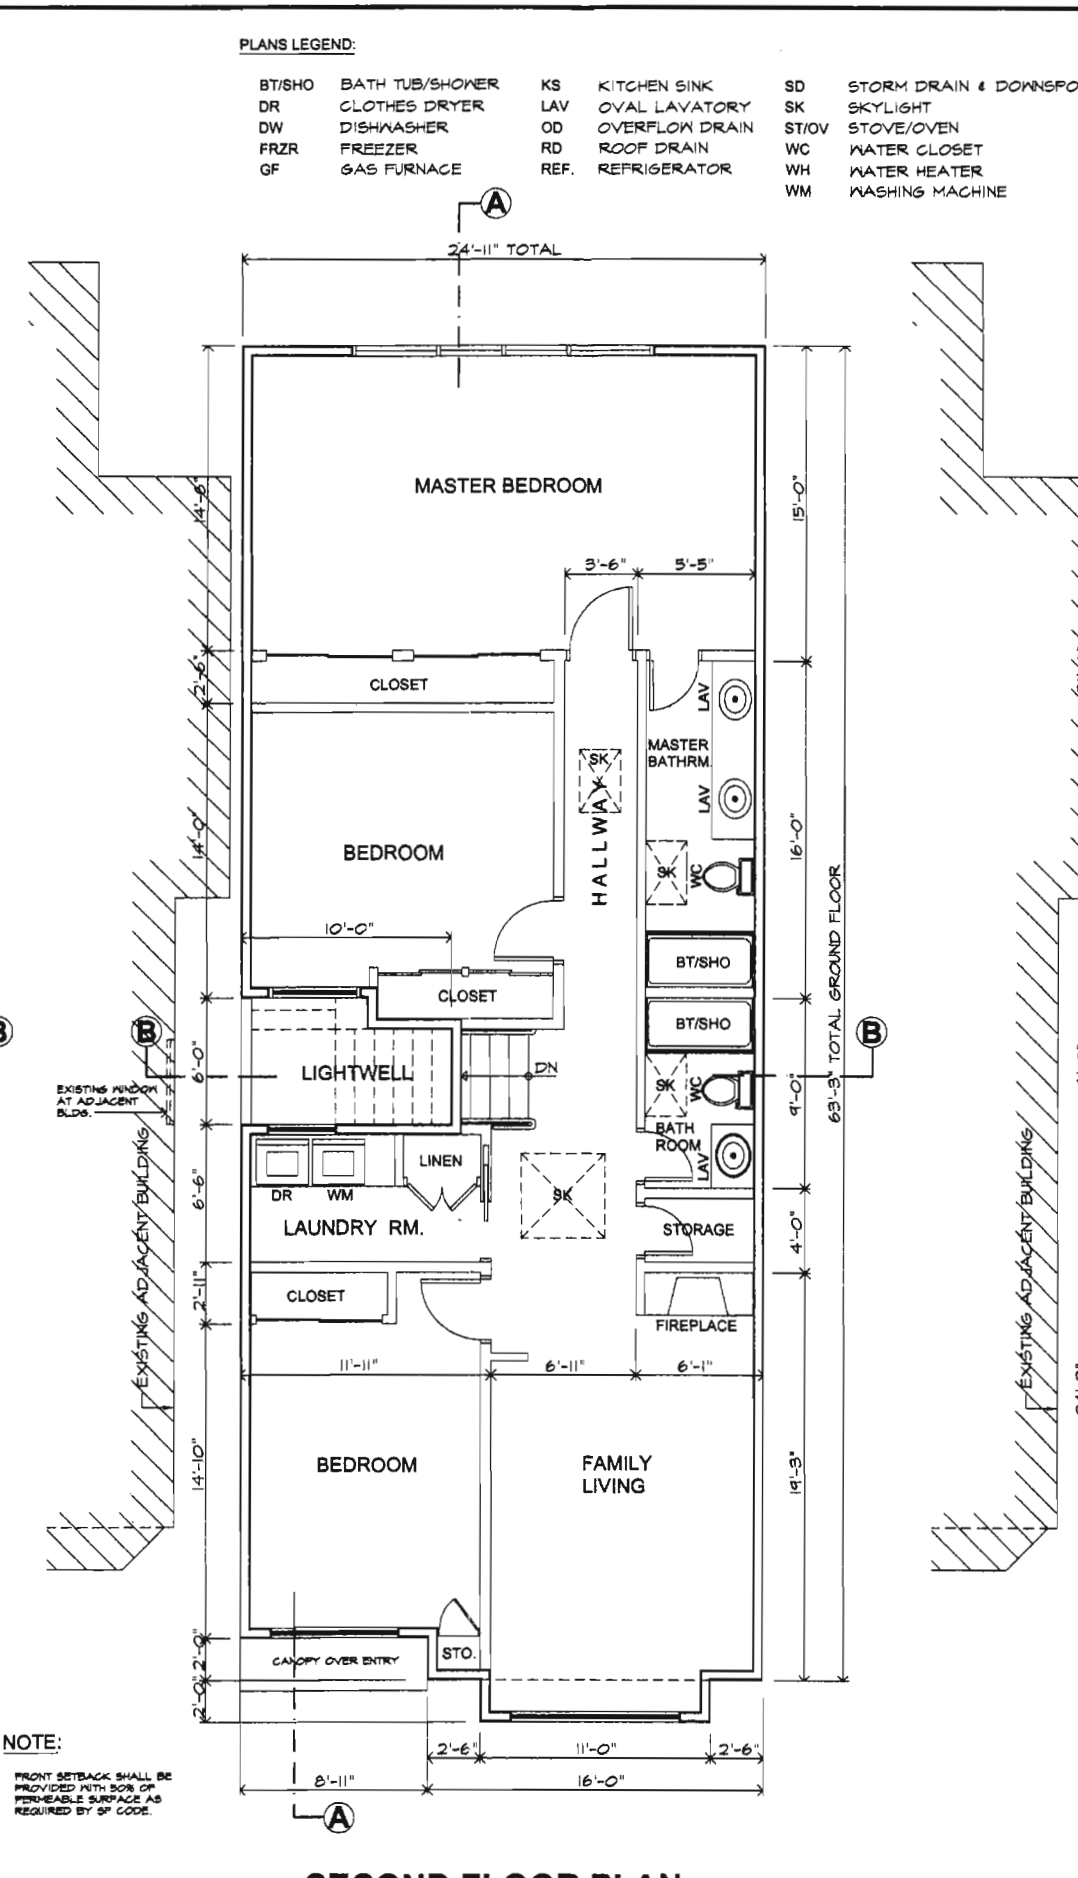 PLANS LEGEND:
BT/SHO BATH TUB/SHOWER KS KITCHEN SINK SD STORM DRAIN & DOWNSPO
DR CLOTHES DRYER LAV OVAL LAVATORY SK SKYLIGHT
DW DISHWASHER OD OVERFLOW DRAIN ST/OV STOVE/OVEN
FRZR FREEZER RD ROOF DRAIN WC WATER CLOSET
GF GAS FURNACE REF. REFRIGERATOR WH WATER HEATER
WM WASHING MACHINE
A
24'-11" TOTAL
MASTER BEDROOM
14'-6"
15'-0"
3'-6" 5'-5"
2'-6"
CLOSET
LAV
MASTER
BATHRM.
SK
HALLWAY
LAV
14'-0"
BEDROOM
16'-0"
SK
WC
10'-0"
63'-3" TOTAL GROUND FLOOR
BT/SHO
CLOSET
BT/SHO
B
B
B
6'-0"
LIGHTWELL
DN
SK
WC
9'-0"
EXISTING WINDOW
AT ADJACENT
BLDG.
BATH
ROOM
LAV
LINEN
DR WM
6'-6"
SK
LAUNDRY RM.
STORAGE
4'-0"
EXISTING ADJACENT BUILDING
EXISTING ADJACENT BUILDING
2'-11"
CLOSET
FIREPLACE
11'-11" 6'-11" 6'-1"
14'-10"
BEDROOM
FAMILY
LIVING
19'-3"
2'-0"
CANOPY OVER ENTRY
STO.
2'-0"
NOTE:
2'-6" 11'-0" 2'-6"
8'-11" 16'-0"
FRONT SETBACK SHALL BE
PROVIDED WITH 50% OF
PERMEABLE SURFACE AS
REQUIRED BY SF CODE.
A
SECOND FLOOR PLAN